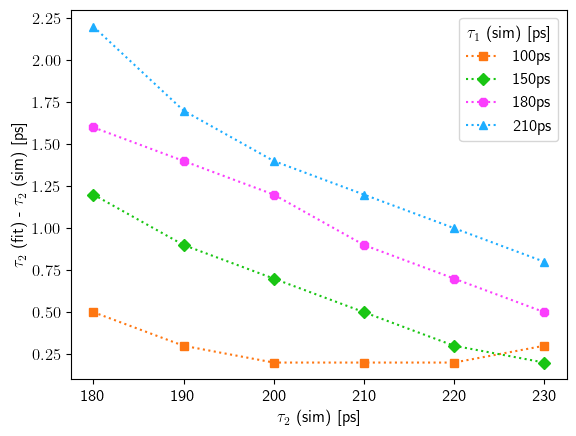 2.25
2.00
1.75
1.50
1.25
1.00
0.75
0.50
0.25
τ₂ (fit) - τ₂ (sim) [ps]
τ₁ (sim) [ps]
100ps
150ps
180ps
210ps
180 190 200 210 220 230
τ₂ (sim) [ps]